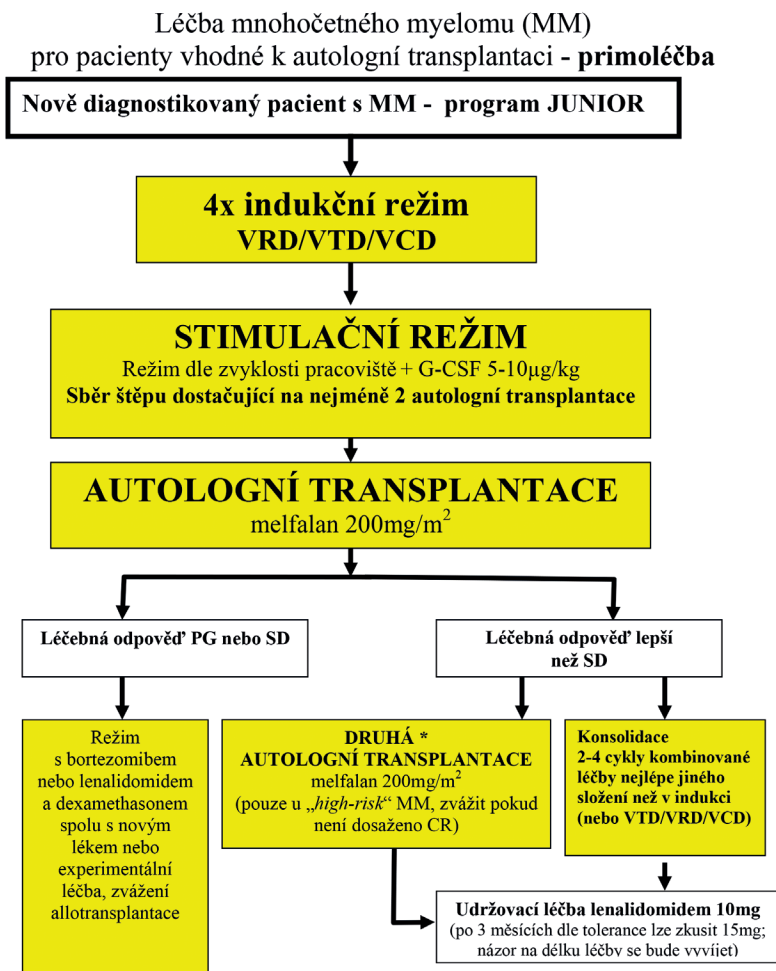 Léčba mnohočetného myelomu (MM)
pro pacienty vhodné k autologní transplantaci - primoléčba
Nově diagnostikovaný pacient s MM - program JUNIOR
4x indukční režim
VRD/VTD/VCD
STIMULAČNÍ REŽIM
Režim dle zvyklosti pracoviště + G-CSF 5-10µg/kg
Sběr štěpu dostačující na nejméně 2 autologní transplantace
AUTOLOGNÍ TRANSPLANTACE
melfalan 200mg/m²
Léčebná odpověď PG nebo SD
Léčebná odpověď lepší
než SD
Režim
s bortezomibem
nebo lenalidomidem
a dexamethasonem
spolu s novým
lékem nebo
experimentální
léčba, zvážení
allotransplantace
DRUHÁ *
AUTOLOGNÍ TRANSPLANTACE
melfalan 200mg/m²
(pouze u „high-risk“ MM, zvážit pokud
není dosaženo CR)
Konsolidace
2-4 cykly kombinované
léčby nejlépe jiného
složení než v indukci
(nebo VTD/VRD/VCD)
Udržovací léčba lenalidomidem 10mg
(po 3 měsících dle tolerance lze zkusit 15mg;
názor na délku léčby se bude vyvíjet)